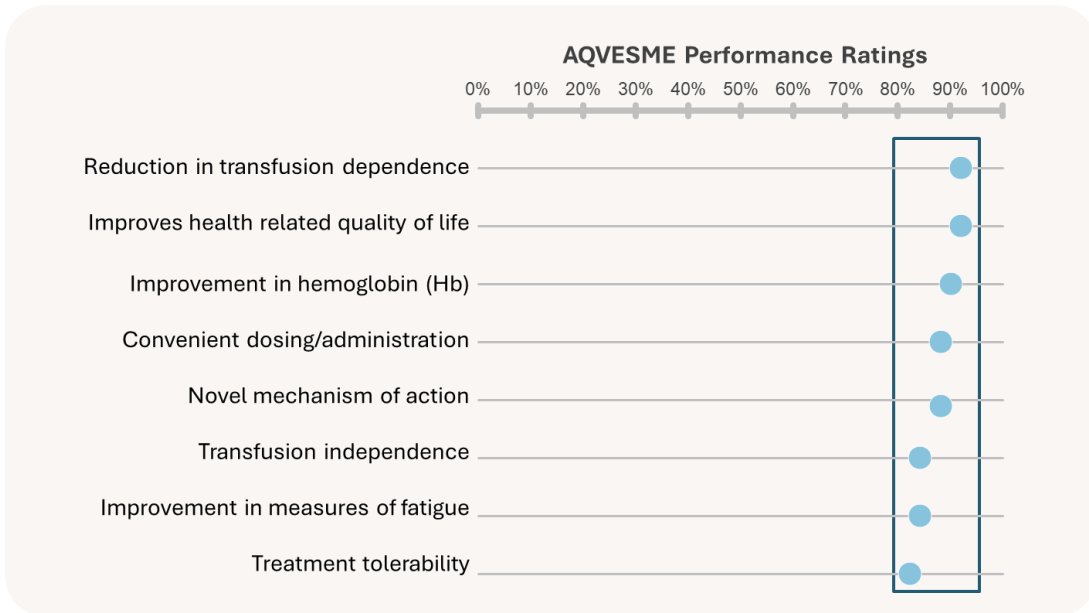 AQVESME Performance Ratings
0% 10% 20% 30% 40% 50% 60% 70% 80% 90% 100%
Reduction in transfusion dependence
Improves health related quality of life
Improvement in hemoglobin (Hb)
Convenient dosing/administration
Novel mechanism of action
Transfusion independence
Improvement in measures of fatigue
Treatment tolerability